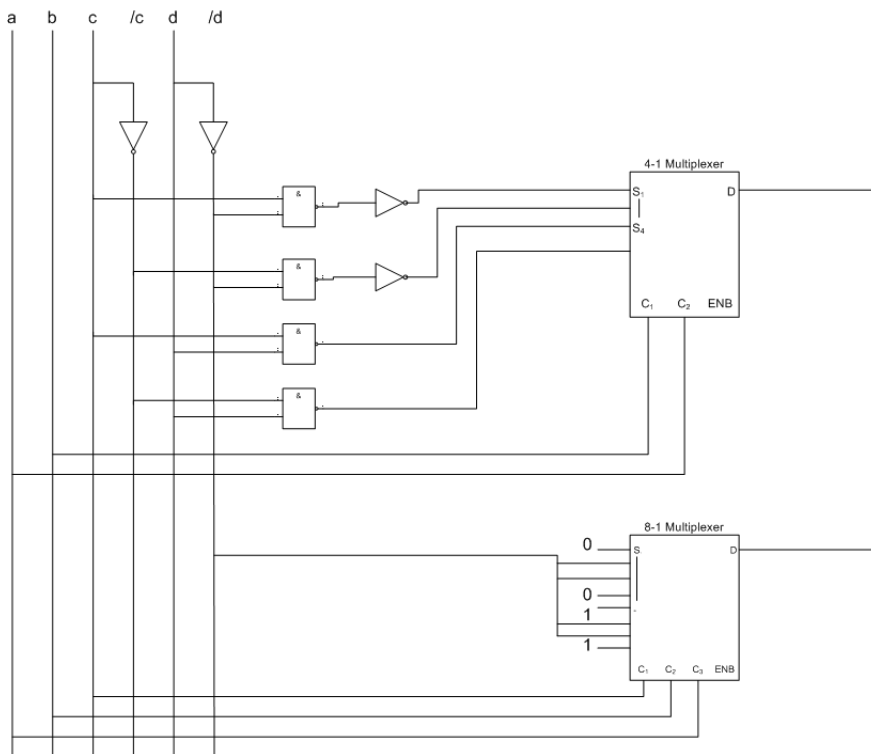 a b c /c d /d
4-1 Multiplexer
&
S₁ D
&
S₄
C₁ C₂ ENB
&
&
8-1 Multiplexer
0 S D
0
1
1
C₁ C₂ C₃ ENB